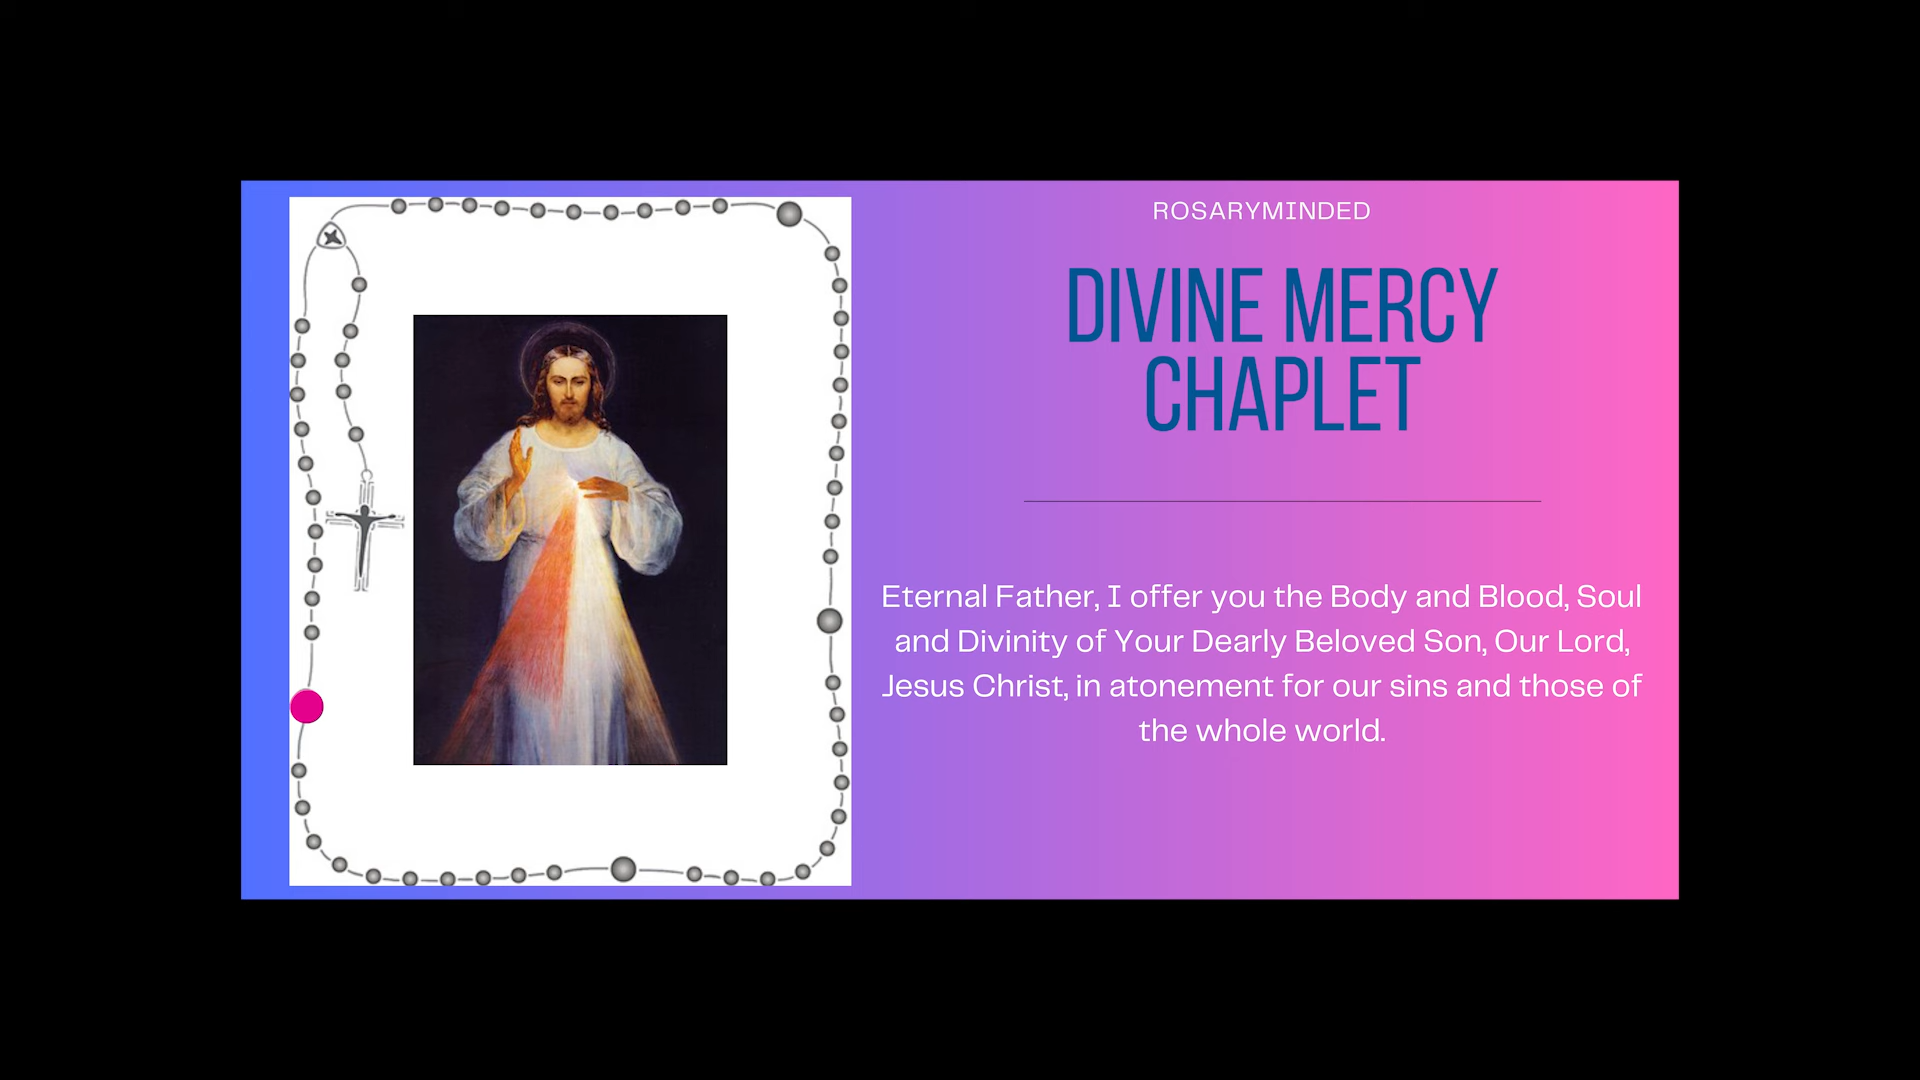 ROSARYMINDED
DIVINE MERCY
CHAPLET
Eternal Father, I offer you the Body and Blood, Soul
and Divinity of Your Dearly Beloved Son, Our Lord,
Jesus Christ, in atonement for our sins and those of
the whole world.